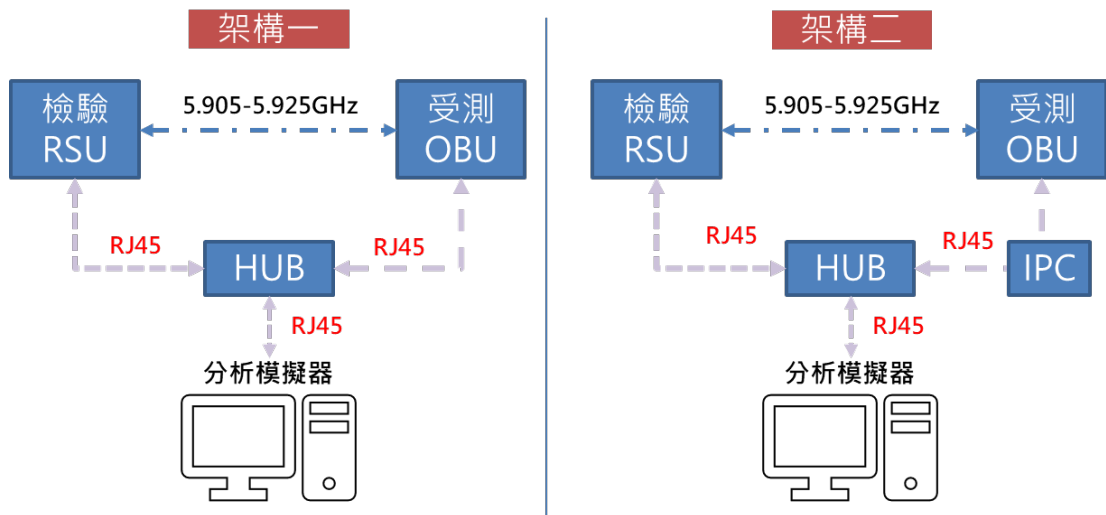 架構一
檢驗
RSU
5.905-5.925GHz
受測
OBU
RJ45
RJ45
HUB
RJ45
分析模擬器
架構二
檢驗
RSU
5.905-5.925GHz
受測
OBU
RJ45
RJ45
HUB
IPC
RJ45
分析模擬器